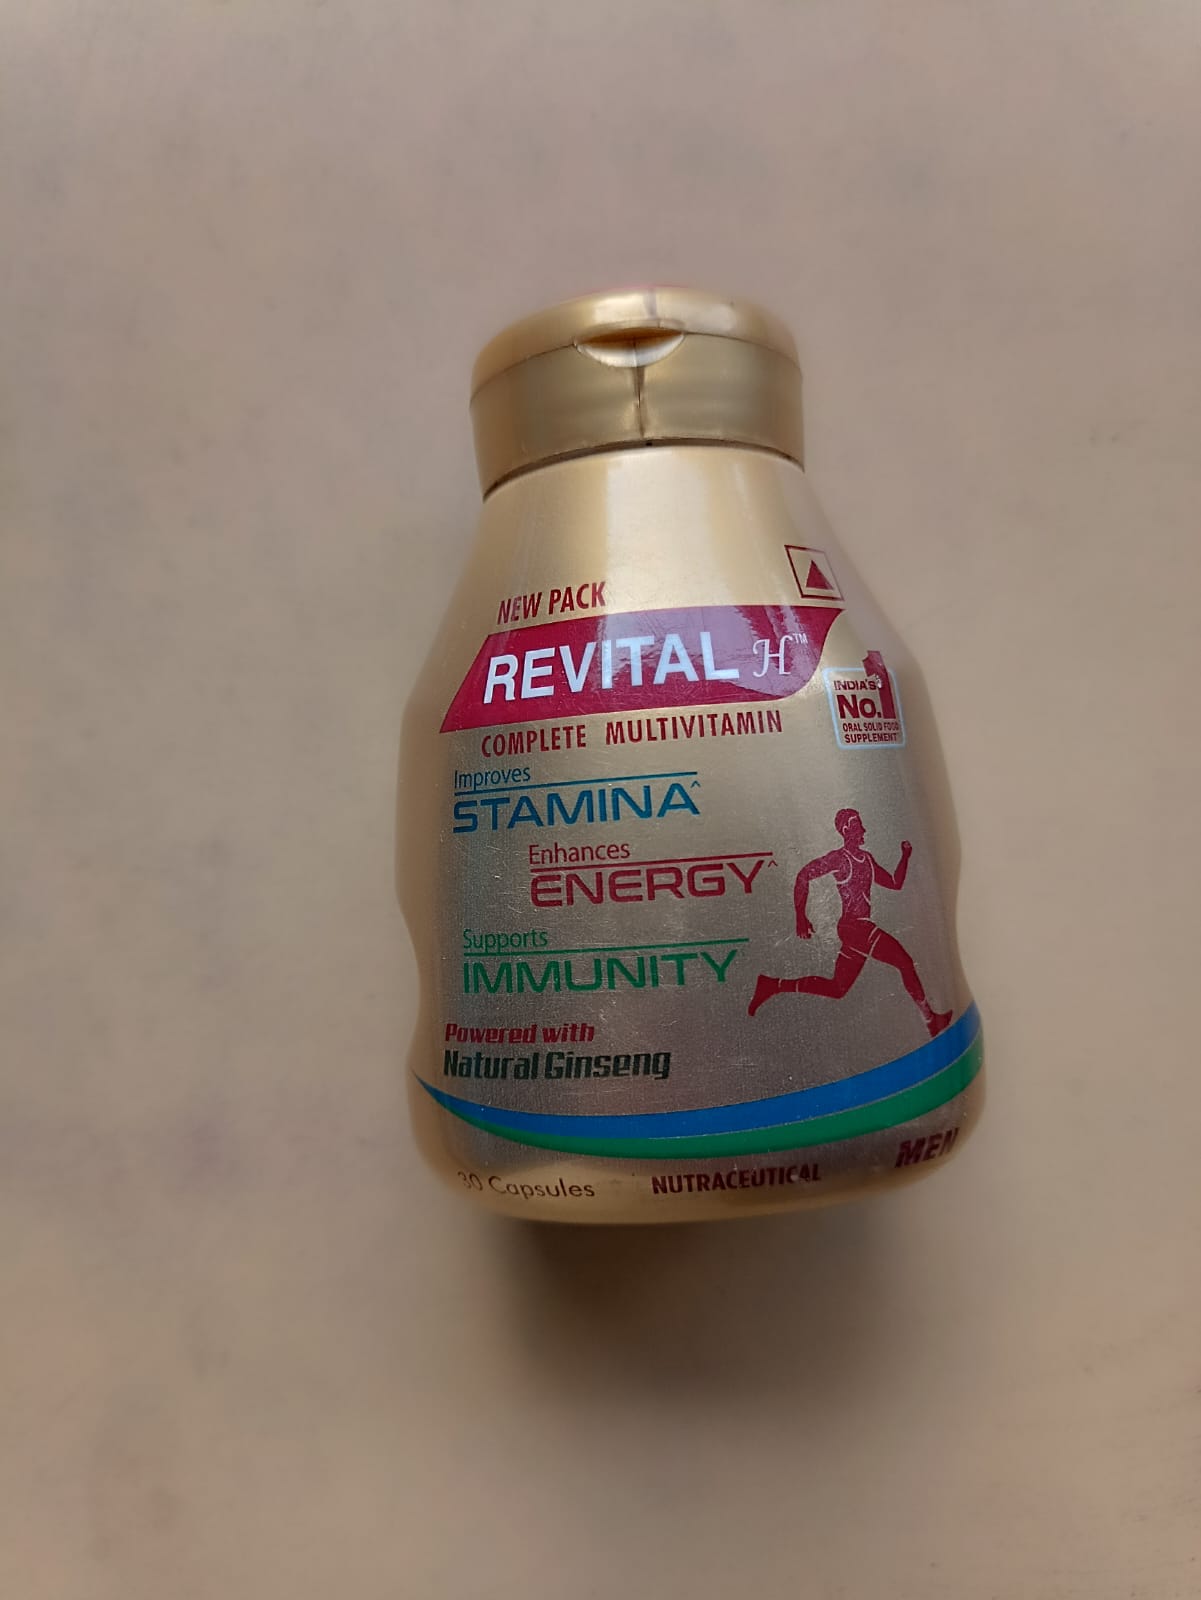 NEW PACK
REVITAL H™
COMPLETE MULTIVITAMIN
INDIA'S
No.1
ORAL SOLID FOOD
SUPPLEMENT*
Improves
STAMINA^
Enhances
ENERGY^
Supports
IMMUNITY
Powered with
Natural Ginseng
30 Capsules
NUTRACEUTICAL
MEN